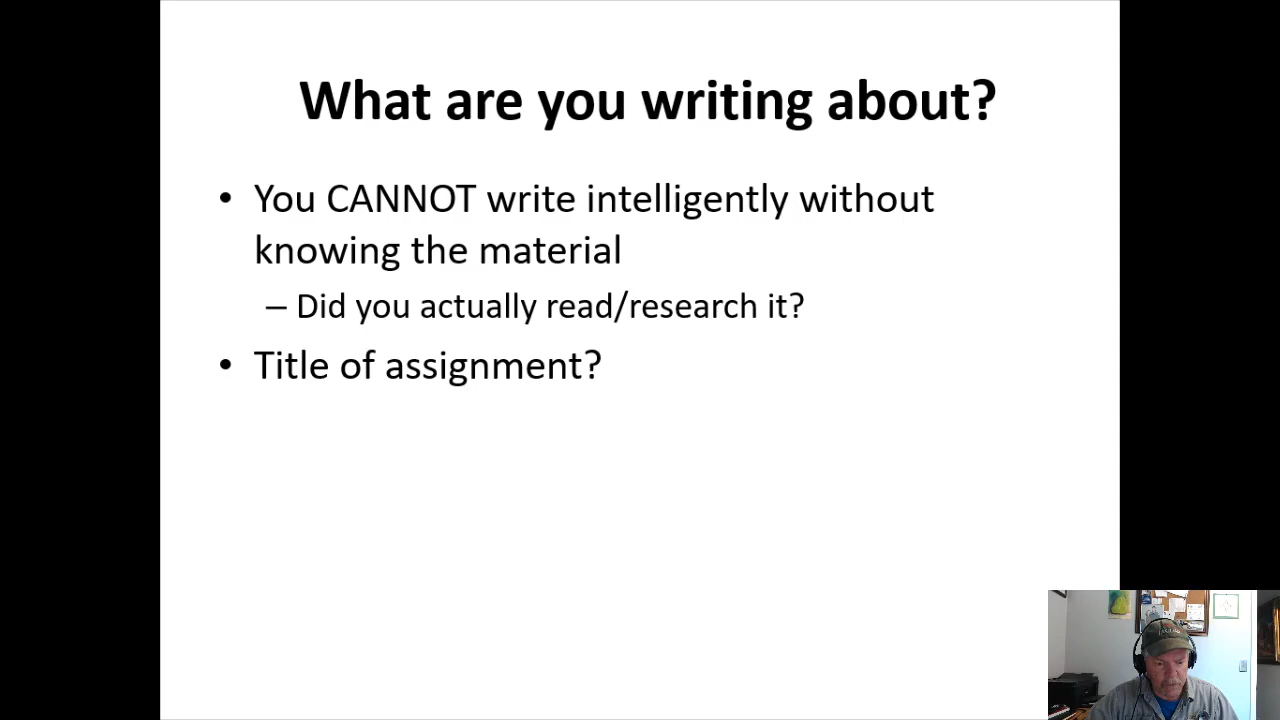 What are you writing about?
• You CANNOT write intelligently without
knowing the material
– Did you actually read/research it?
• Title of assignment?